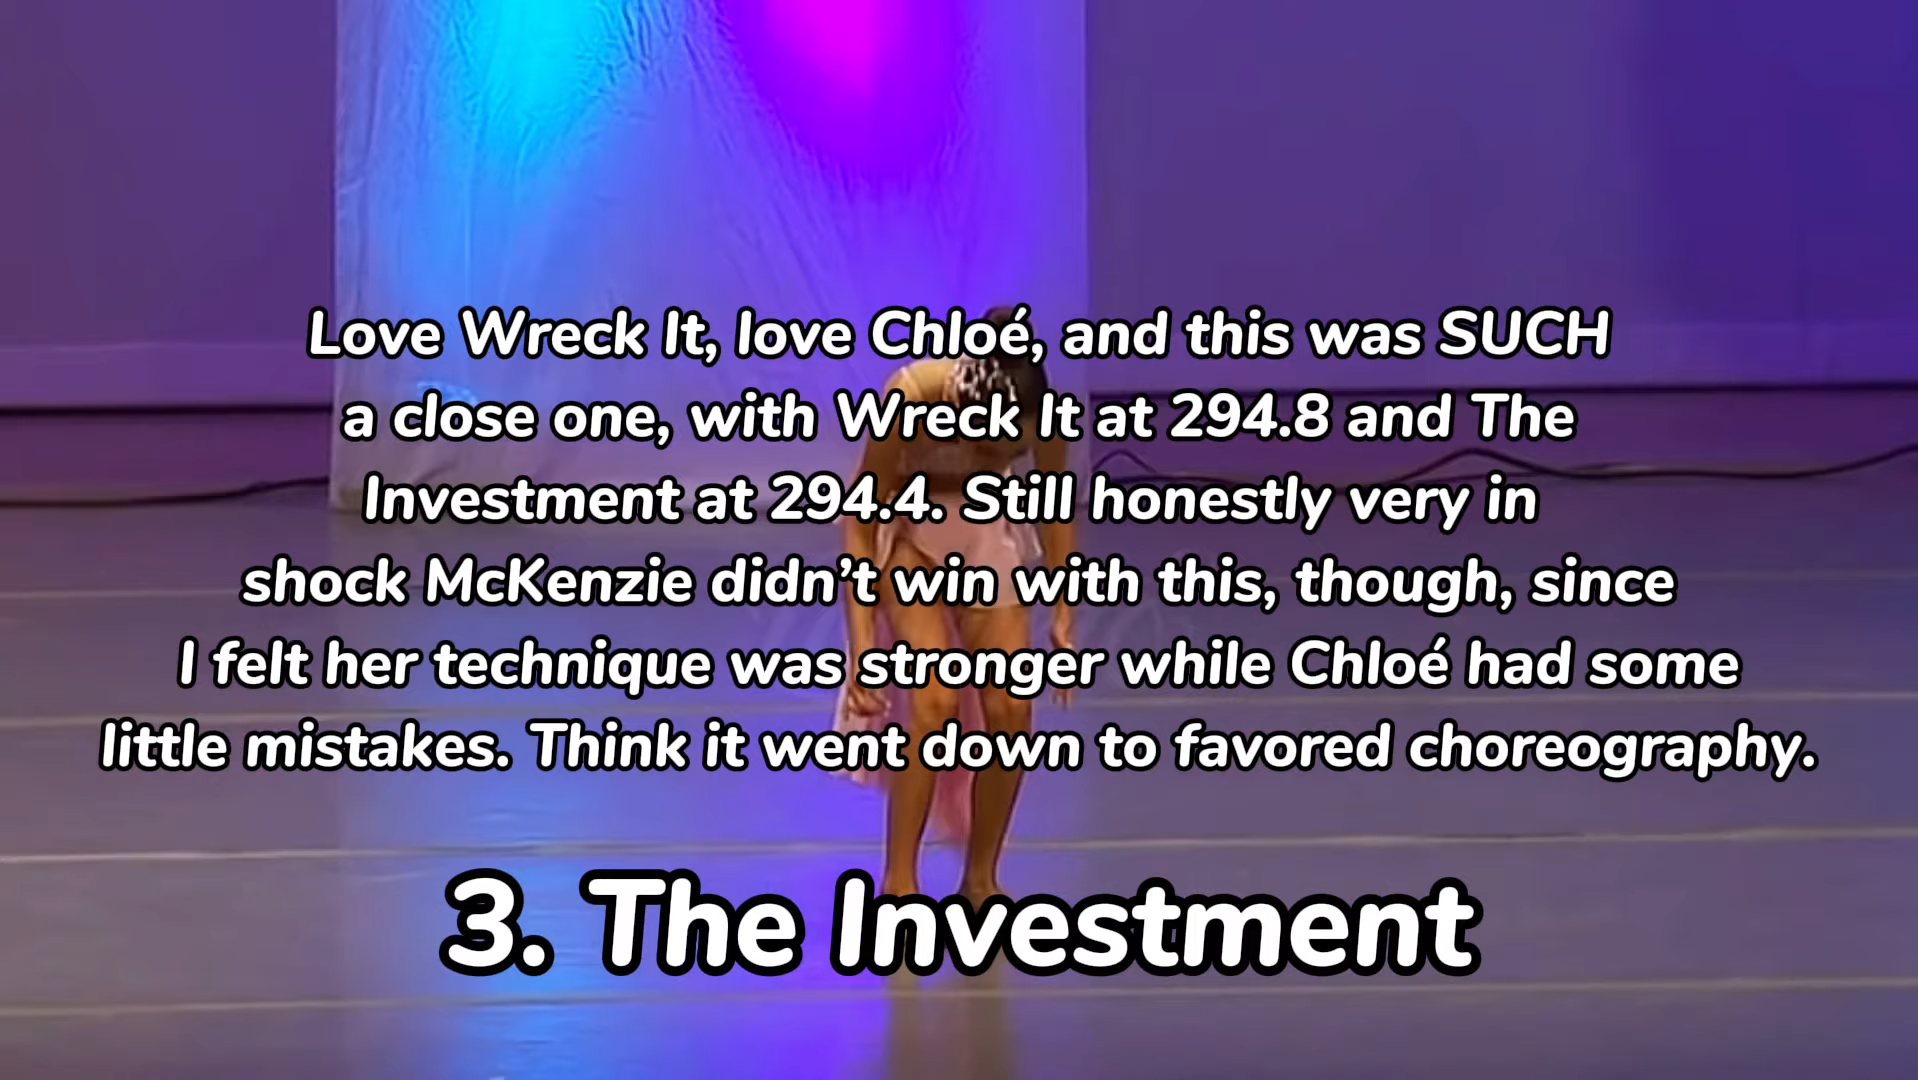 Love Wreck It, love Chloé, and this was SUCH
a close one, with Wreck It at 294.8 and The
Investment at 294.4. Still honestly very in
shock McKenzie didn’t win with this, though, since
I felt her technique was stronger while Chloé had some
little mistakes. Think it went down to favored choreography.
3. The Investment